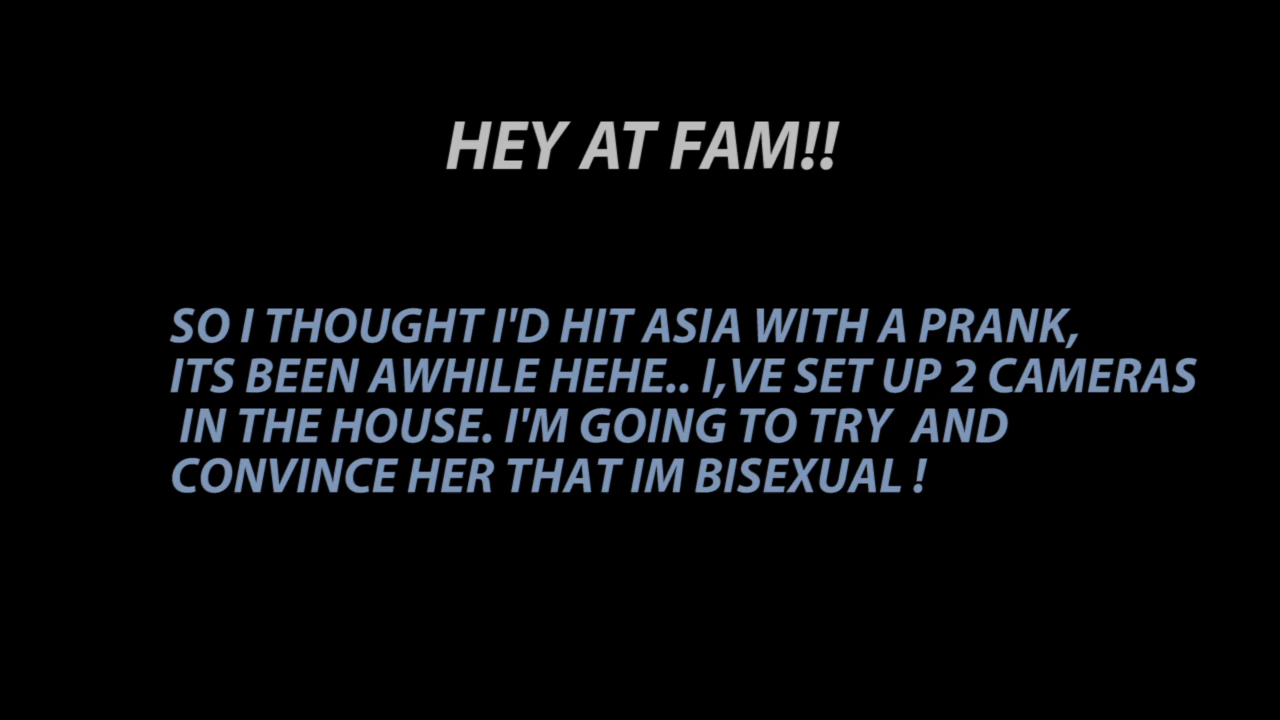 HEY AT FAM!!
SO I THOUGHT I'D HIT ASIA WITH A PRANK,
ITS BEEN AWHILE HEHE.. I,VE SET UP 2 CAMERAS
IN THE HOUSE. I'M GOING TO TRY  AND
CONVINCE HER THAT IM BISEXUAL !